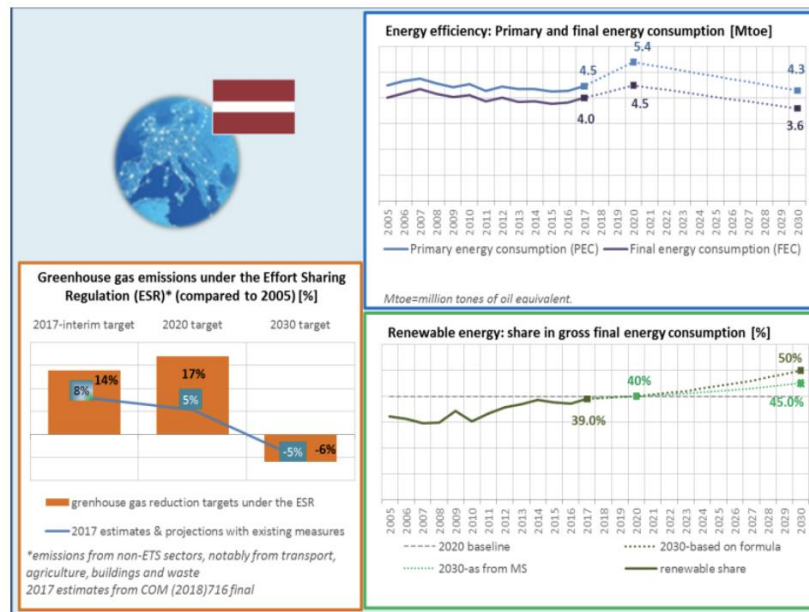 Energy efficiency: Primary and final energy consumption [Mtoe]
5.4
4.5
4.3
4.5
4.0
3.6
2005 2006 2007 2008 2009 2010 2011 2012 2013 2014 2015 2016 2017 2018 2019 2020 2021 2022 2023 2024 2025 2026 2027 2028 2029 2030
Primary energy consumption (PEC) Final energy consumption (FEC)
Mtoe=million tones of oil equivalent.
Greenhouse gas emissions under the Effort Sharing
Regulation (ESR)* (compared to 2005) [%]
2017-interim target 2020 target 2030 target
14% 17%
8% 5%
-5% -6%
grenhouse gas reduction targets under the ESR
2017 estimates & projections with existing measures
*emissions from non-ETS sectors, notably from transport,
agriculture, buildings and waste
2017 estimates from COM (2018)716 final
Renewable energy: share in gross final energy consumption [%]
50%
40%
39.0% 45.0%
2005 2006 2007 2008 2009 2010 2011 2012 2013 2014 2015 2016 2017 2018 2019 2020 2021 2022 2023 2024 2025 2026 2027 2028 2029 2030
2020 baseline 2030-based on formula
2030-as from MS renewable share